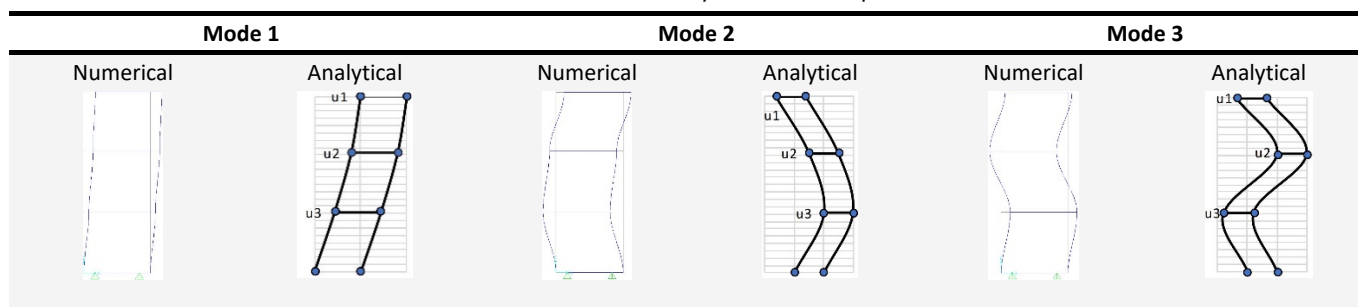 Mode 1 Mode 2 Mode 3
Numerical Analytical Numerical Analytical Numerical Analytical
u1
u2
u3
u1
u2
u3
u1
u2
u3